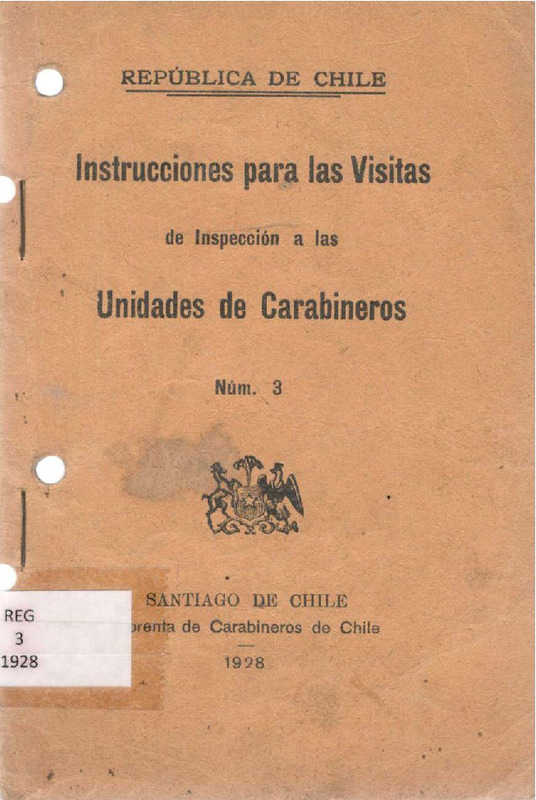 REPÚBLICA DE CHILE
Instrucciones para las Visitas
de Inspección a las
Unidades de Carabineros
Núm. 3
SANTIAGO DE CHILE
de Carabineros de Chile
1928
REG
3
1928